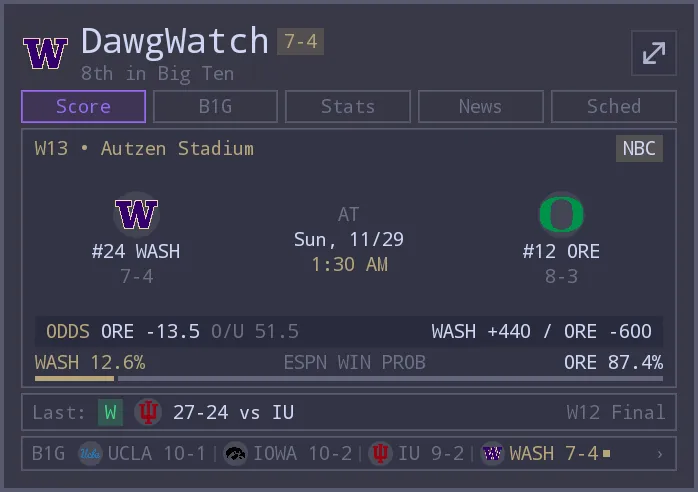 W DawgWatch 7-4
8th in Big Ten
Score B1G Stats News Sched
W13 • Autzen Stadium NBC
W AT O
#24 WASH Sun, 11/29 #12 ORE
7-4 1:30 AM 8-3
ODDS ORE -13.5 O/U 51.5 WASH +440 / ORE -600
WASH 12.6% ESPN WIN PROB ORE 87.4%
Last: W 27-24 vs IU W12 Final
B1G Ucla UCLA 10-1 | IOWA 10-2 | IU 9-2 | W WASH 7-4 ›